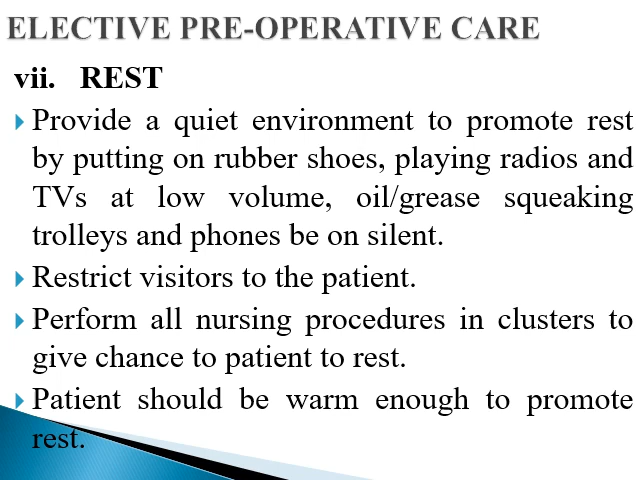 ELECTIVE PRE-OPERATIVE CARE
vii. REST
Provide a quiet environment to promote rest
by putting on rubber shoes, playing radios and
TVs at low volume, oil/grease squeaking
trolleys and phones be on silent.
Restrict visitors to the patient.
Perform all nursing procedures in clusters to
give chance to patient to rest.
Patient should be warm enough to promote
rest.